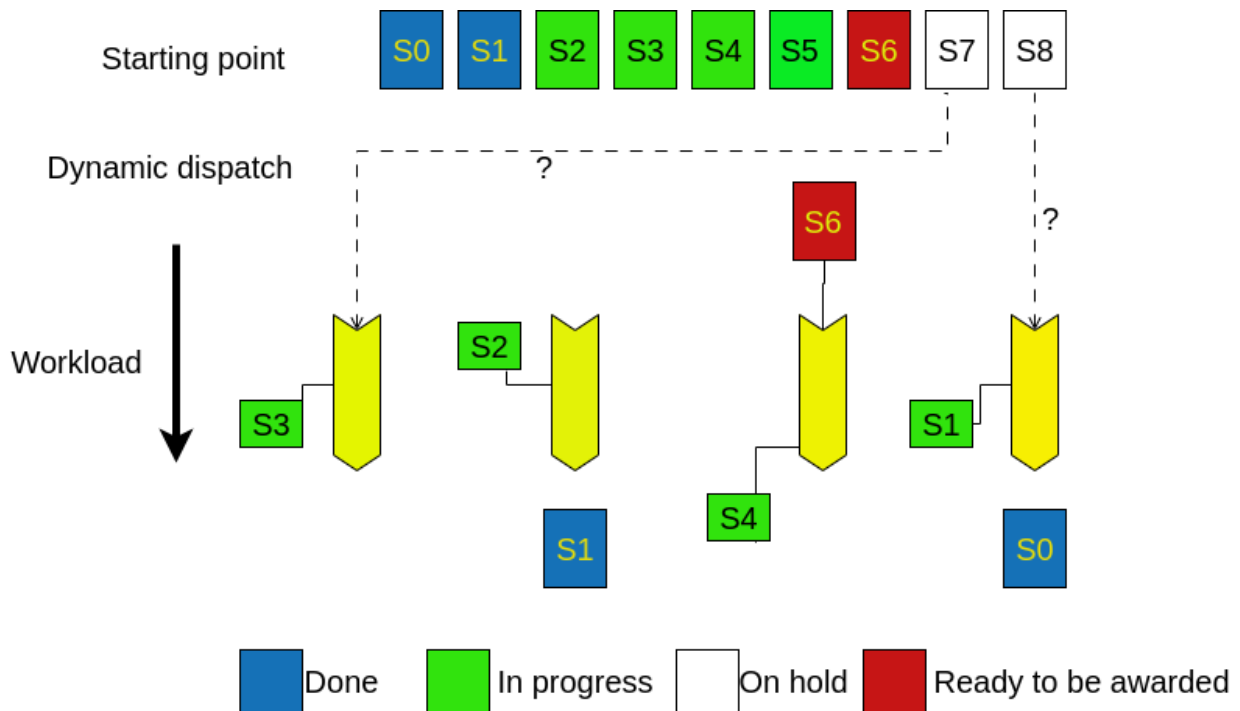 Starting point
S0 S1 S2 S3 S4 S5 S6 S7 S8
Dynamic dispatch
?
S6
?
Workload
S2
S3
S1
S4
S1
S0
Done
In progress
On hold
Ready to be awarded